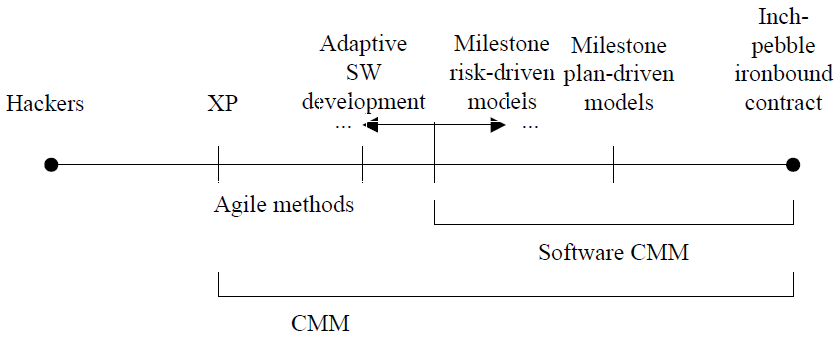 Hackers
XP
Adaptive
SW
development
...
Milestone
risk-driven
models
...
Milestone
plan-driven
models
Inch-
pebble
ironbound
contract
Agile methods
Software CMM
CMM